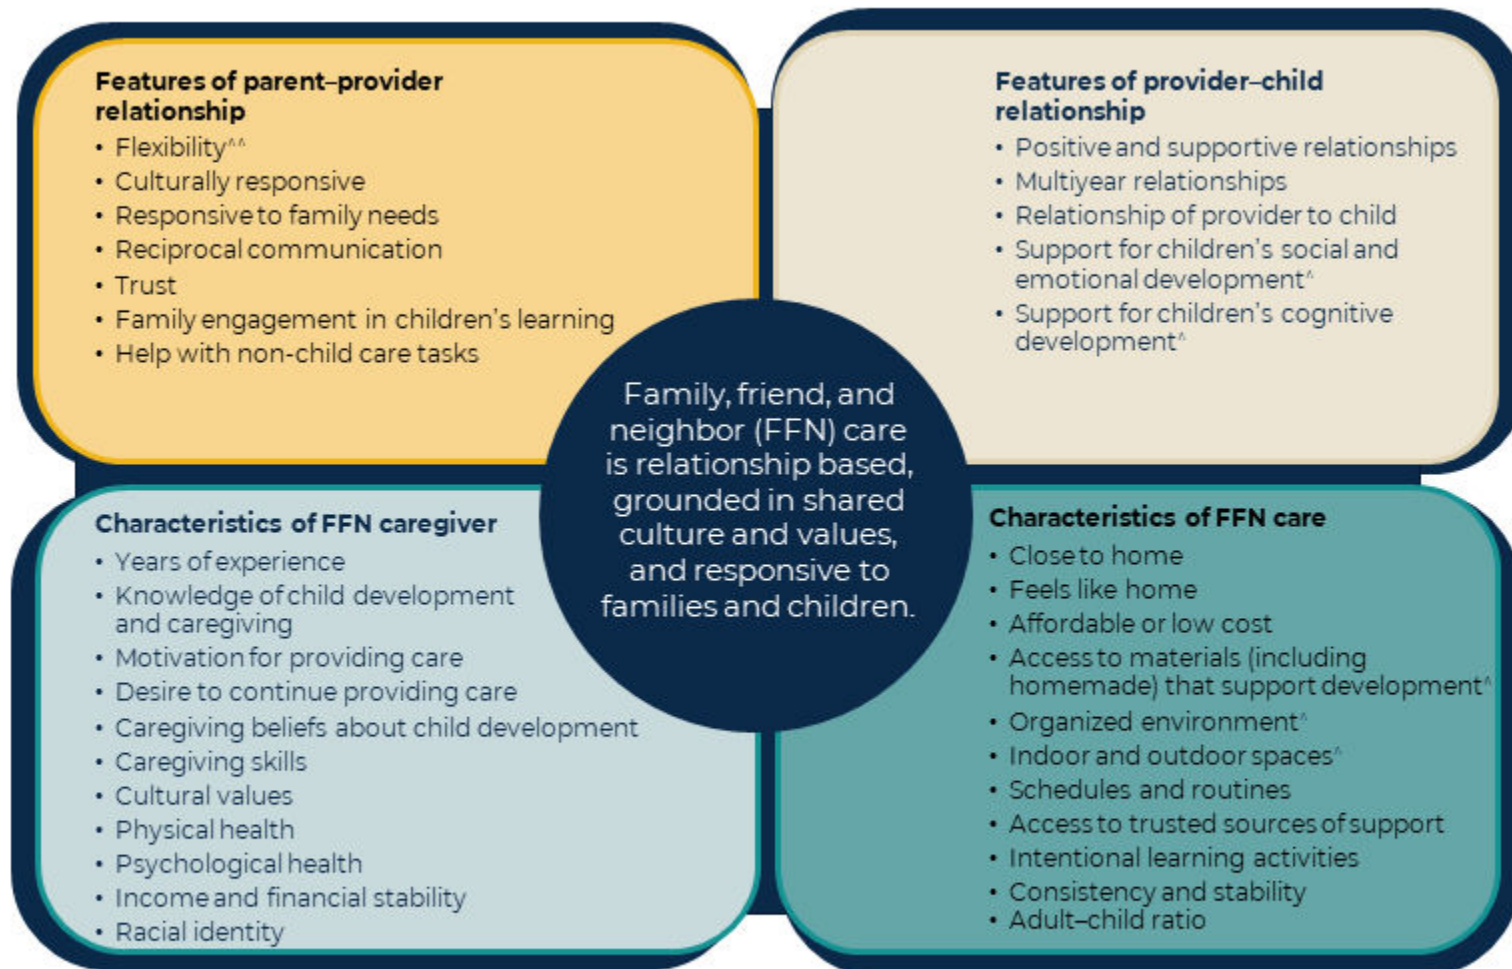 Features of parent–provider
relationship
• Flexibility^^
• Culturally responsive
• Responsive to family needs
• Reciprocal communication
• Trust
• Family engagement in children’s learning
• Help with non-child care tasks
Features of provider–child
relationship
• Positive and supportive relationships
• Multiyear relationships
• Relationship of provider to child
• Support for children’s social and
emotional development^
• Support for children’s cognitive
development^
Family, friend, and
neighbor (FFN) care
is relationship based,
grounded in shared
culture and values,
and responsive to
families and children.
Characteristics of FFN caregiver
• Years of experience
• Knowledge of child development
and caregiving
• Motivation for providing care
• Desire to continue providing care
• Caregiving beliefs about child development
• Caregiving skills
• Cultural values
• Physical health
• Psychological health
• Income and financial stability
• Racial identity
Characteristics of FFN care
• Close to home
• Feels like home
• Affordable or low cost
• Access to materials (including
homemade) that support development^
• Organized environment^
• Indoor and outdoor spaces^
• Schedules and routines
• Access to trusted sources of support
• Intentional learning activities
• Consistency and stability
• Adult–child ratio